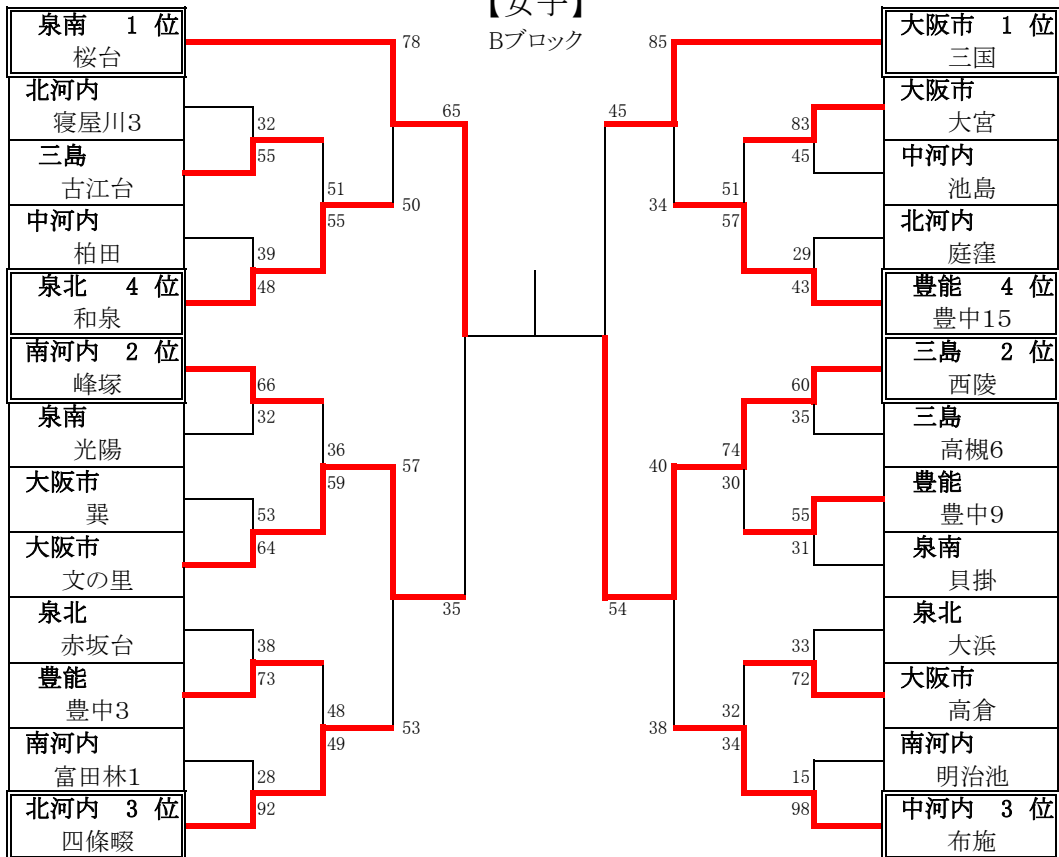 【女子】
Bブロック
泉南 1 位
桜台
北河内
寝屋川3
三島
古江台
中河内
柏田
泉北 4 位
和泉
南河内 2 位
峰塚
泉南
光陽
大阪市
巽
大阪市
文の里
泉北
赤坂台
豊能
豊中3
南河内
富田林1
北河内 3 位
四條畷
32
55
39
48
66
32
53
64
38
73
28
92
51
55
36
59
48
49
78
50
57
53
65
35
45
54
85
34
40
38
51
57
74
30
32
34
83
45
29
43
60
35
55
31
33
72
15
98
大阪市 1 位
三国
大阪市
大宮
中河内
池島
北河内
庭窪
豊能 4 位
豊中15
三島 2 位
西陵
三島
高槻6
豊能
豊中9
泉南
貝掛
泉北
大浜
大阪市
高倉
南河内
明治池
中河内 3 位
布施